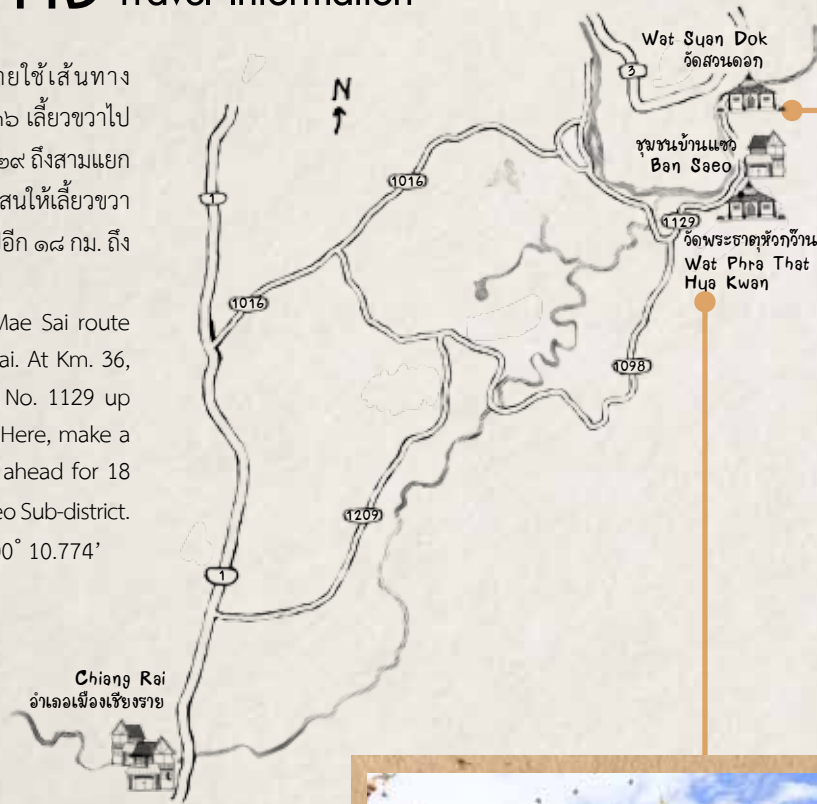 Travel Information
ายใช้เส้นทาง
๓๖ เลี้ยวขวาไป
๒๙ ถึงสามแยก
สนให้เลี้ยวขวา
อีก ๑๘ กม. ถึง
Mae Sai route
ai. At Km. 36,
No. 1129 up
Here, make a
ahead for 18
eo Sub-district.
0° 10.774’
N
Wat Suan Dok
วัดสวนดอก
3
ชุมชนบ้านแซว
Ban Saeo
1016
1
1129
วัดพระธาตุหัวกว๊าน
Wat Phra That
Hua Kwan
1016
1098
1209
1
Chiang Rai
อำเภอเมืองเชียงราย